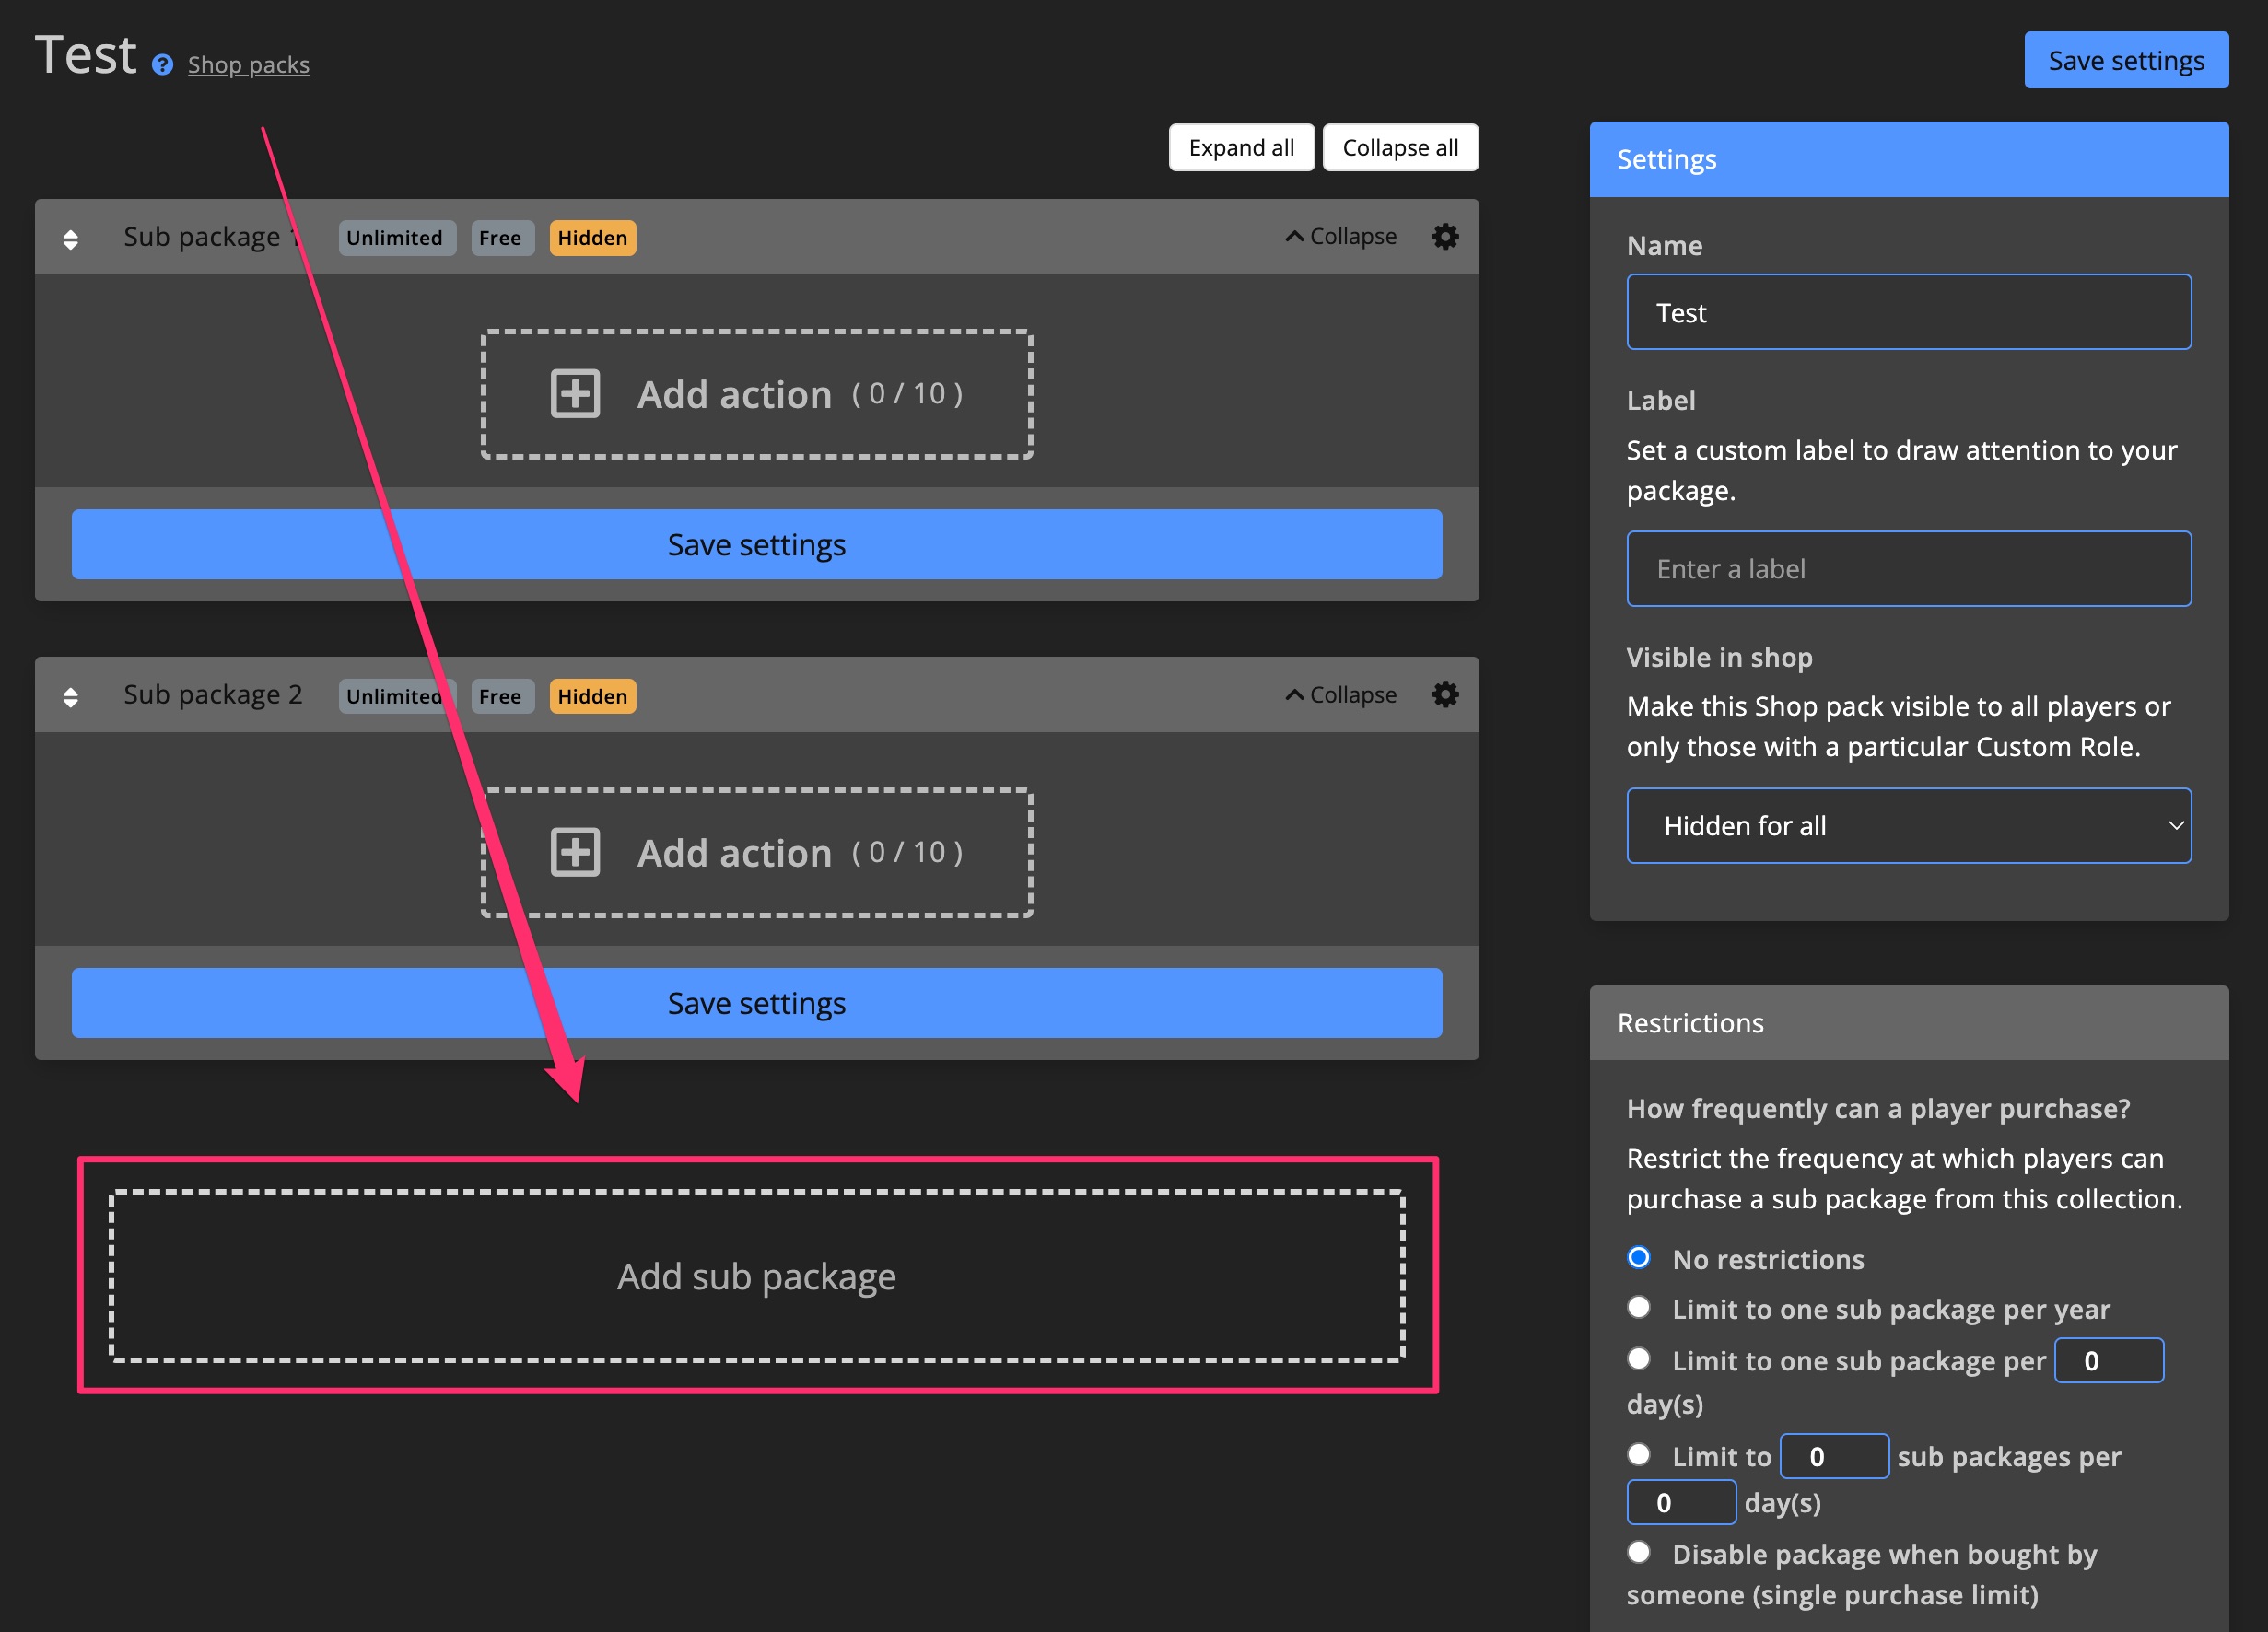 Test ? Shop packs
Save settings
Expand all
Collapse all
Sub package 1 Unlimited Free Hidden Collapse
Add action ( 0 / 10 )
Save settings
Sub package 2 Unlimited Free Hidden Collapse
Add action ( 0 / 10 )
Save settings
Add sub package
Settings
Name
Test
Label
Set a custom label to draw attention to your
package.
Enter a label
Visible in shop
Make this Shop pack visible to all players or
only those with a particular Custom Role.
Hidden for all
Restrictions
How frequently can a player purchase?
Restrict the frequency at which players can
purchase a sub package from this collection.
No restrictions
Limit to one sub package per year
Limit to one sub package per 0
day(s)
Limit to 0 sub packages per
0 day(s)
Disable package when bought by
someone (single purchase limit)